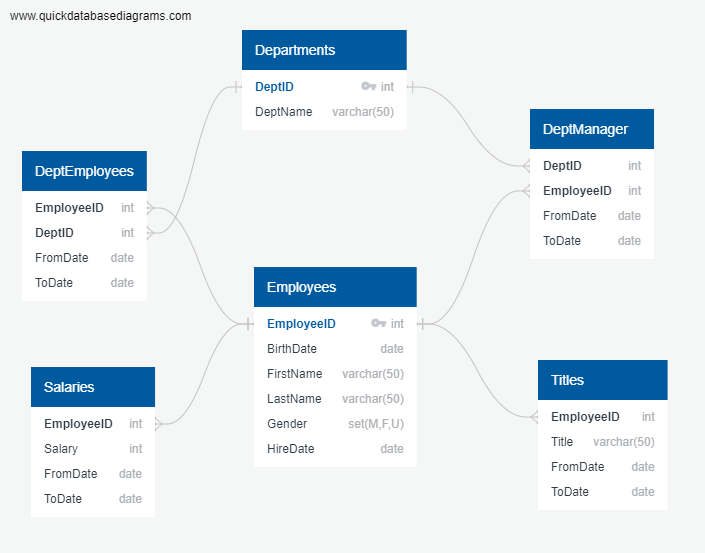 www.quickdatabasediagrams.com
Departments
DeptID int
DeptName varchar(50)
DeptManager
DeptID int
EmployeeID int
FromDate date
ToDate date
DeptEmployees
EmployeeID int
DeptID int
FromDate date
ToDate date
Employees
EmployeeID int
BirthDate date
FirstName varchar(50)
LastName varchar(50)
Gender set(M,F,U)
HireDate date
Salaries
EmployeeID int
Salary int
FromDate date
ToDate date
Titles
EmployeeID int
Title varchar(50)
FromDate date
ToDate date